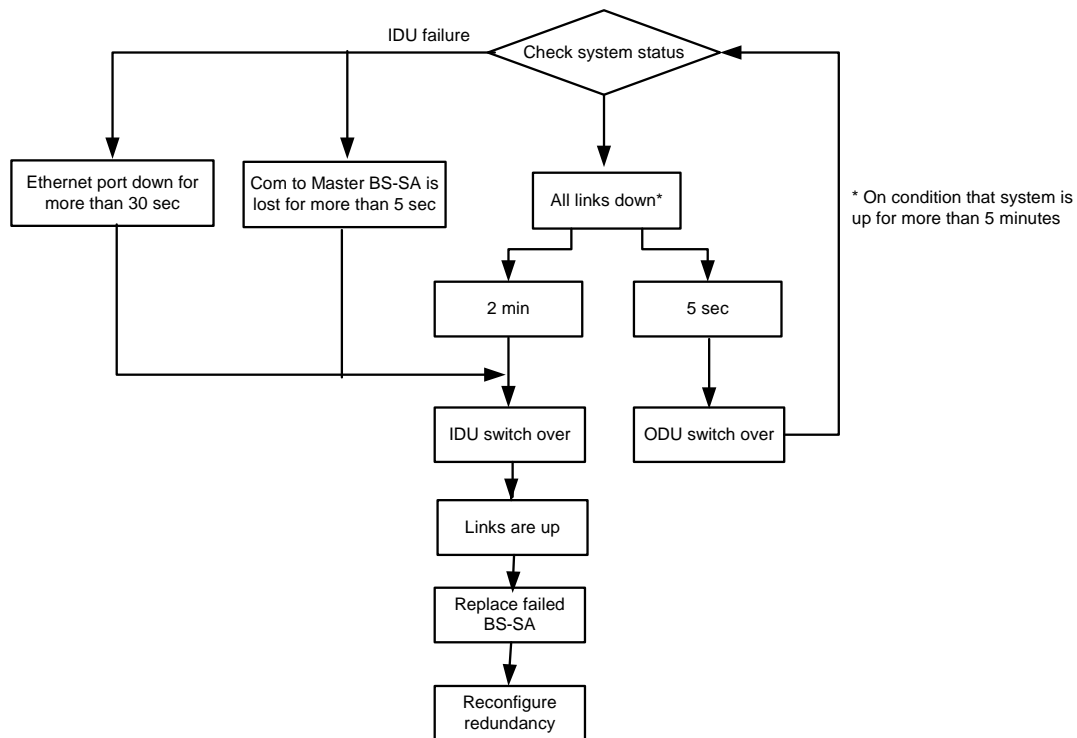 IDU failure
Check system status
Ethernet port down for
more than 30 sec
Com to Master BS-SA is
lost for more than 5 sec
All links down*
* On condition that system is
up for more than 5 minutes
2 min
5 sec
IDU switch over
ODU switch over
Links are up
Replace failed
BS-SA
Reconfigure
redundancy